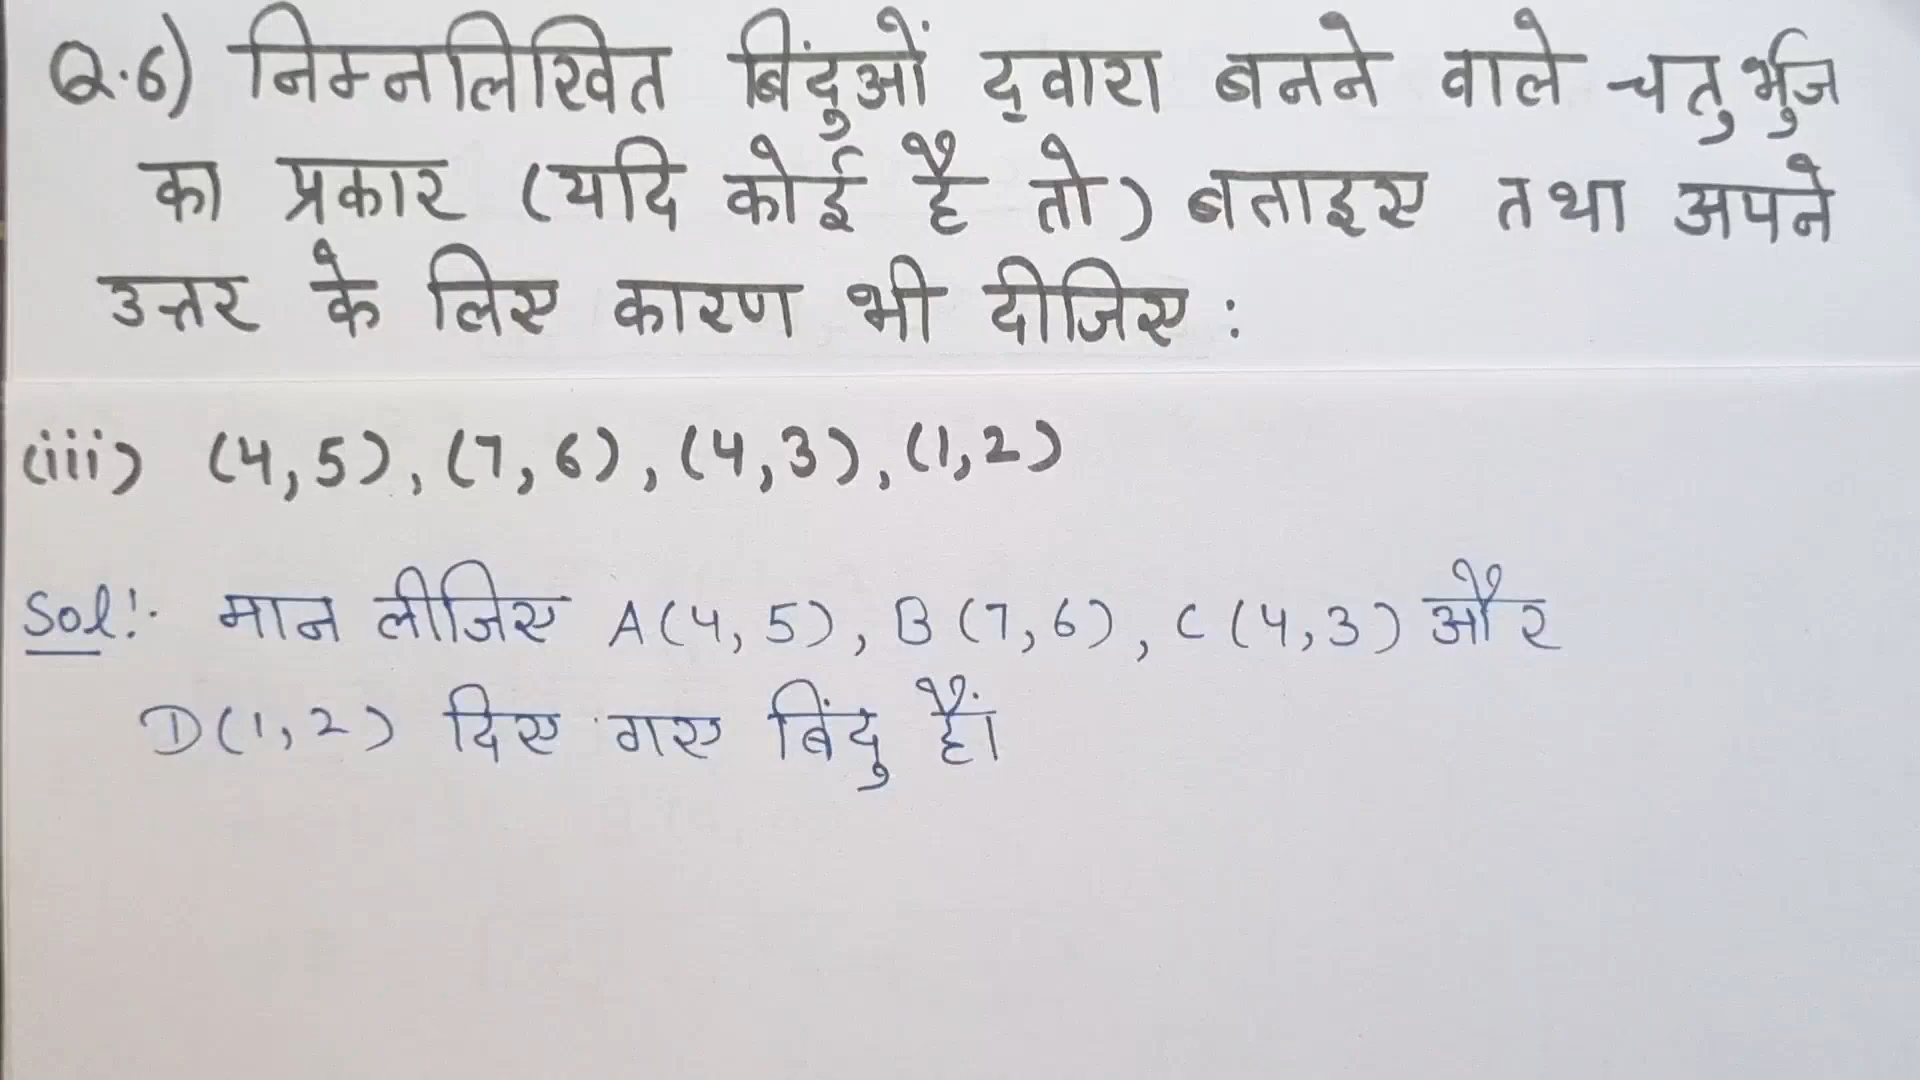 Q.6) निम्नलिखित बिंदुओं द्वारा बनने वाले चतुर्भुज
का प्रकार (यदि कोई है तो) बताइए तथा अपने
उत्तर के लिए कारण भी दीजिए :
(iii) (4,5), (7,6), (4,3), (1,2)
Sol!. मान लीजिए A(4,5), B(7,6), C(4,3) और
D(1,2) दिए गए बिंदु हैं।